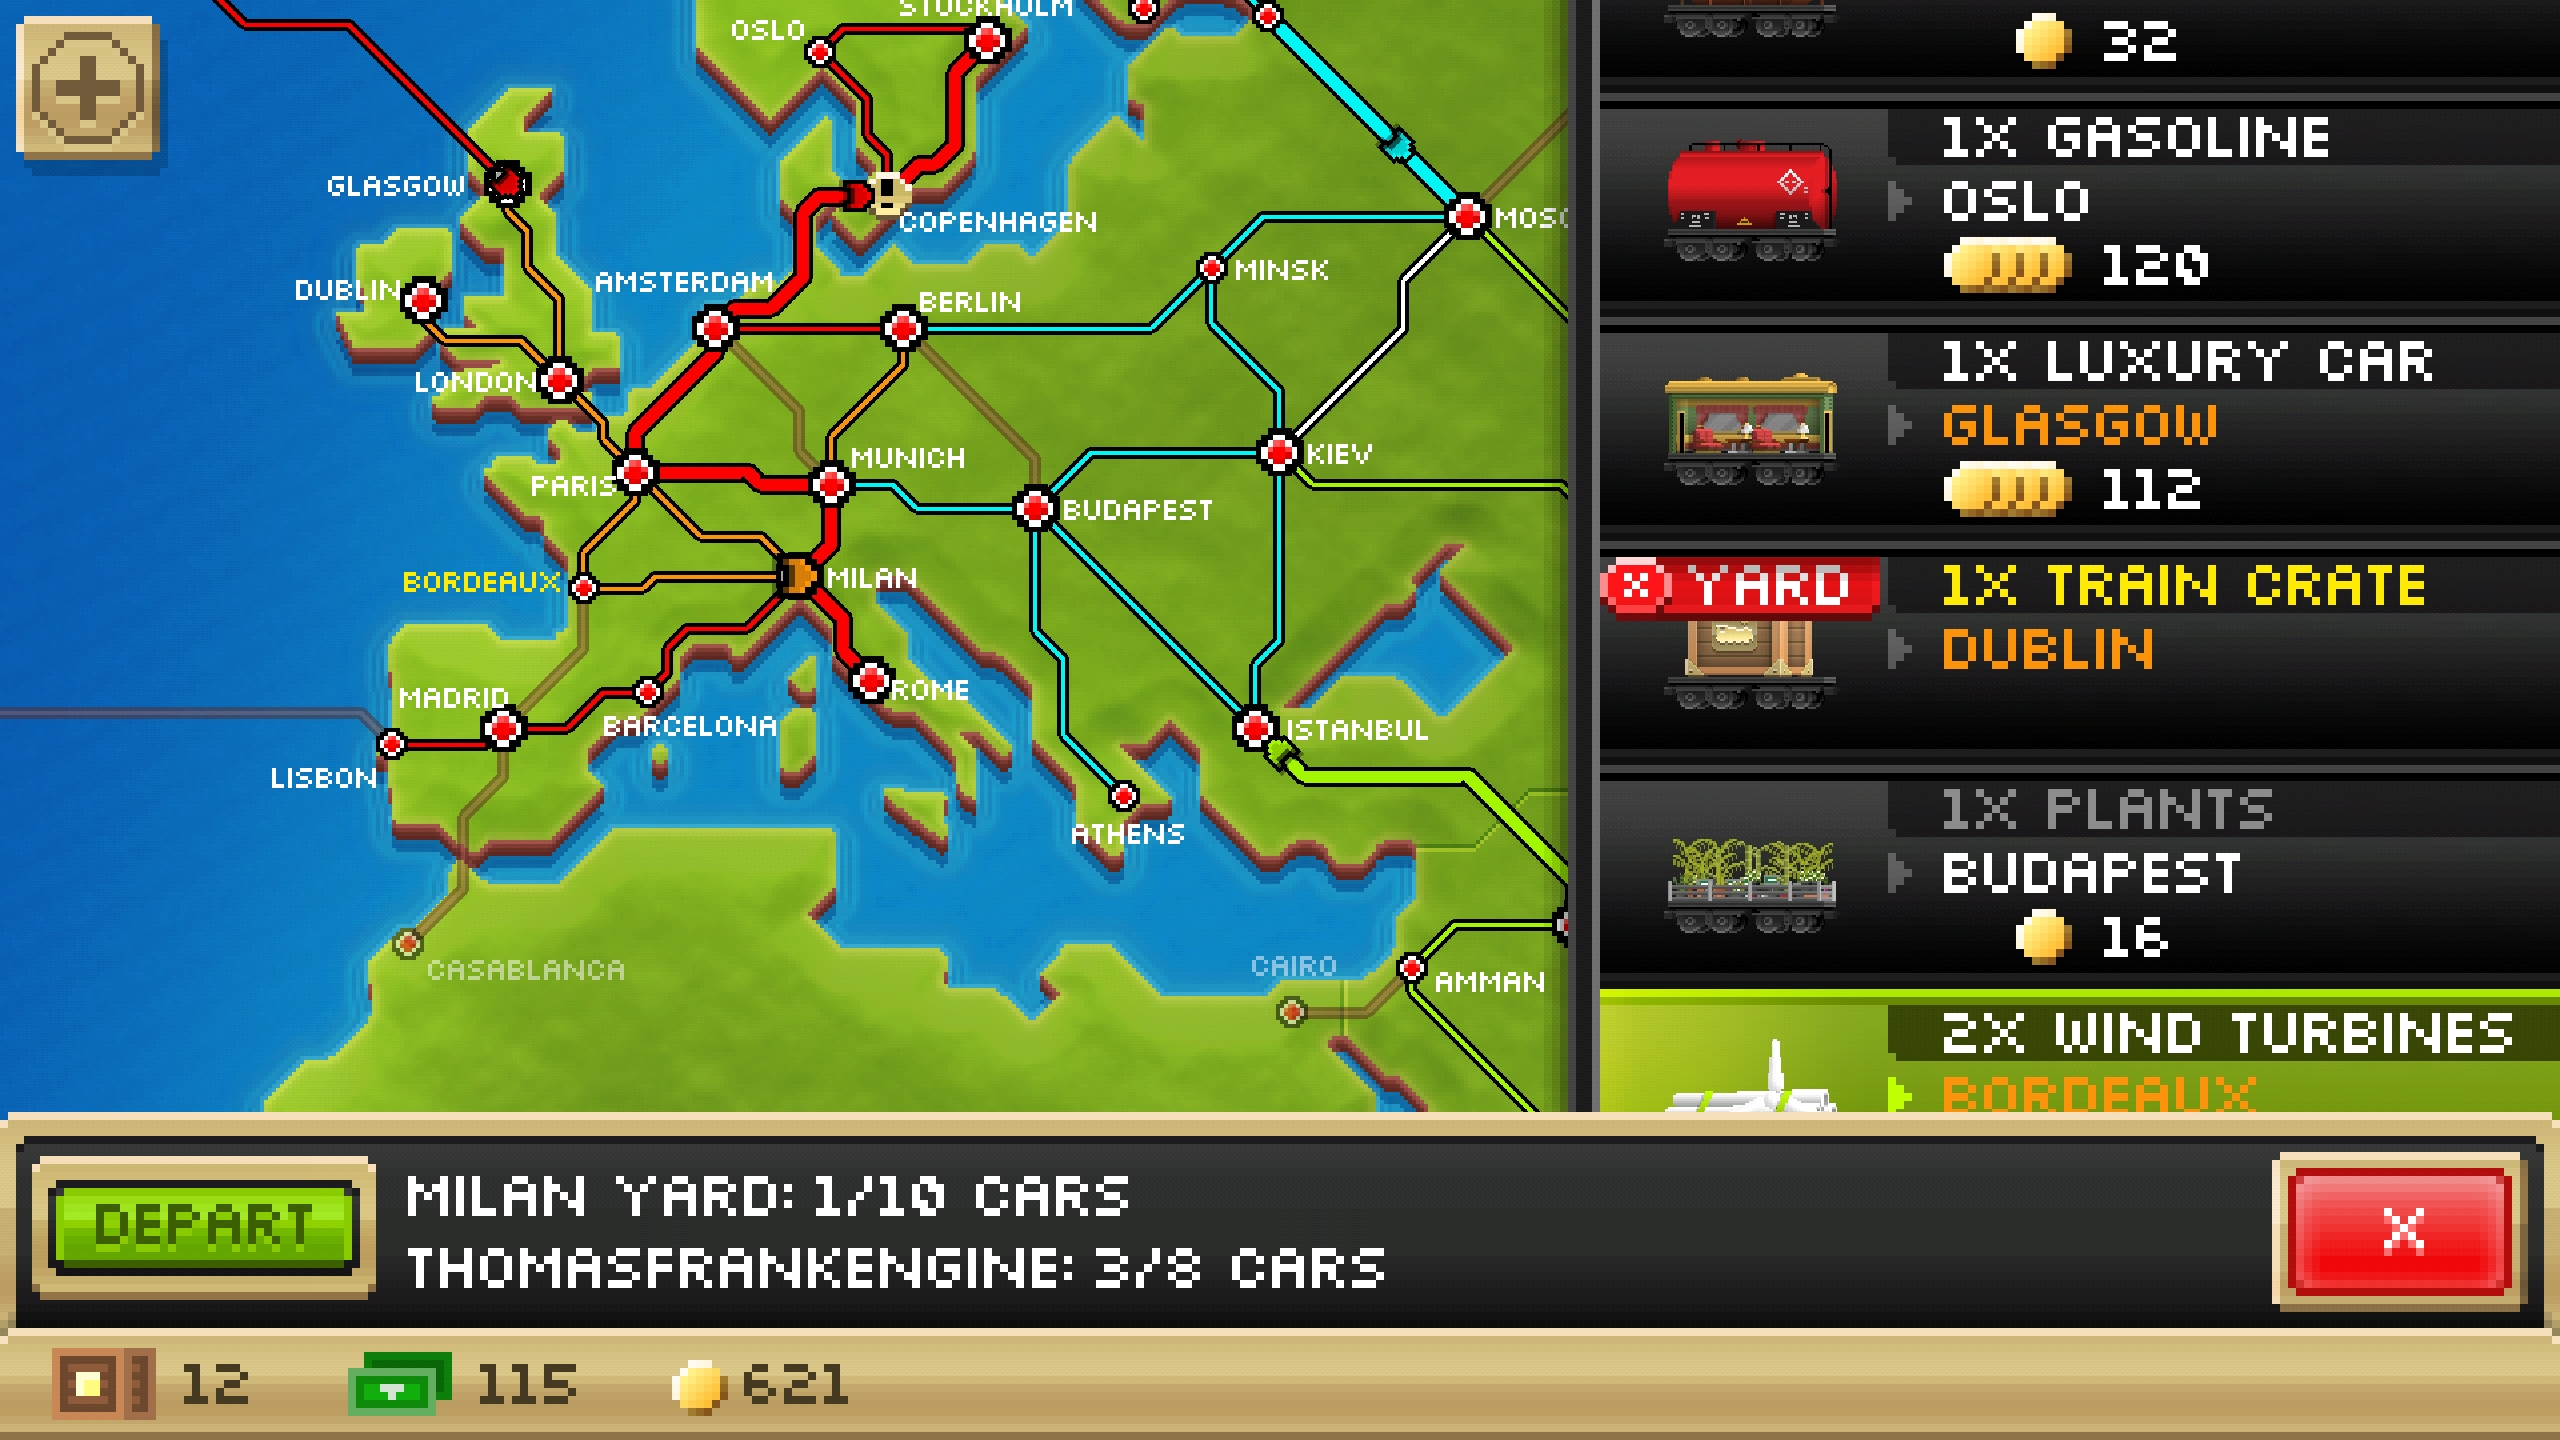 STOCKHOLM
OSLO
GLASGOW
COPENHAGEN
MOSC
MINSK
DUBLIN
AMSTERDAM
BERLIN
LONDON
MUNICH
KIEV
PARIS
BUDAPEST
BORDEAUX
MILAN
MADRID
ROME
BARCELONA
ISTANBUL
LISBON
ATHENS
CASABLANCA
CAIRO
AMMAN
32
1X GASOLINE
OSLO
120
1X LUXURY CAR
GLASGOW
112
X YARD
1X TRAIN CRATE
DUBLIN
1X PLANTS
BUDAPEST
16
2X WIND TURBINES
BORDEAUX
DEPART
MILAN YARD: 1/10 CARS
THOMASFRANKENGINE: 3/8 CARS
X
12
115
621